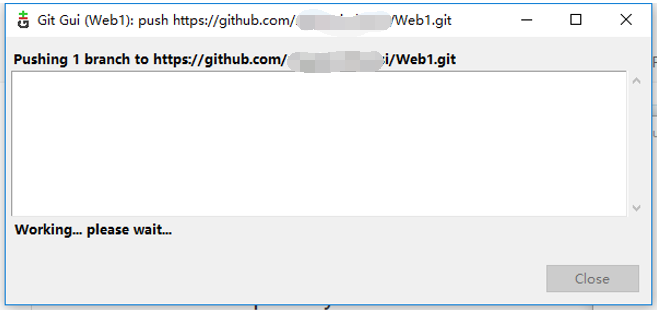 Git Gui (Web1): push https://github.com/ /Web1.git
Pushing 1 branch to https://github.com/ i/Web1.git
Working... please wait...
Close